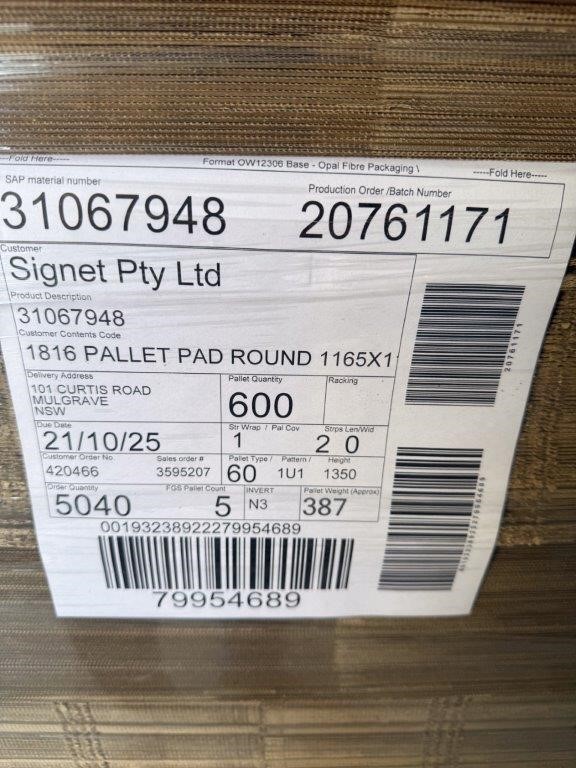 -----Fold Here-----
Format OW12306 Base - Opal Fibre Packaging \
-----Fold Here-----
SAP material number
Production Order /Batch Number
31067948
20761171
Customer
Signet Pty Ltd
Product Description
31067948
Customer Contents Code
1816 PALLET PAD ROUND 1165X1
Delivery Address
101 CURTIS ROAD
MULGRAVE
NSW
Pallet Quantity
600
Racking
Due Date
21/10/25
Str Wrap / Pal Cov
1
Strps Len/Wid
2 0
Customer Order No.
420466
Sales order #
3595207
Pallet Type / Pattern / Height
60 1U1 1350
Order Quantity
5040
FGS Pallet Count
5
INVERT
N3
Pallet Weight (Approx)
387
00193238922279954689
79954689
20761171
00193238922279954689